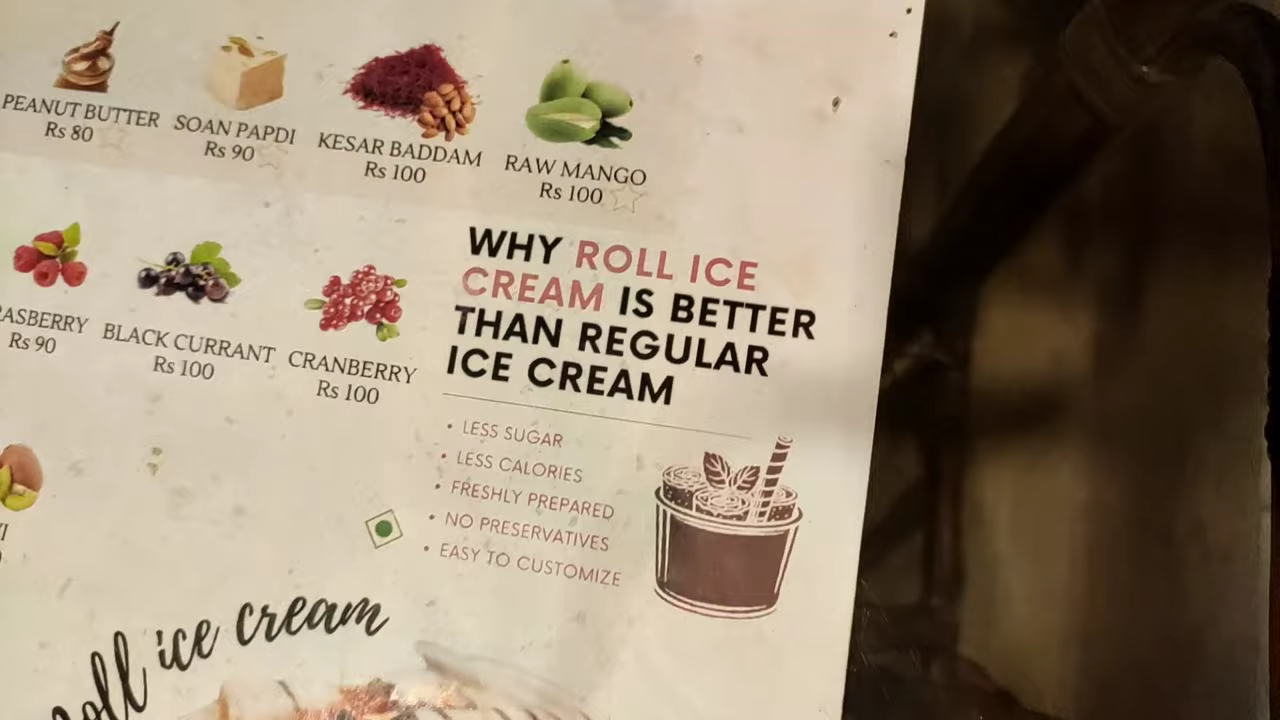 PEANUT BUTTER
Rs 80
SOAN PAPDI
Rs 90
KESAR BADDAM
Rs 100
RAW MANGO
Rs 100
RASBERRY
Rs 90
BLACK CURRANT
Rs 100
CRANBERRY
Rs 100
WHY ROLL ICE
CREAM IS BETTER
THAN REGULAR
ICE CREAM
• LESS SUGAR
• LESS CALORIES
• FRESHLY PREPARED
• NO PRESERVATIVES
• EASY TO CUSTOMIZE
roll ice cream